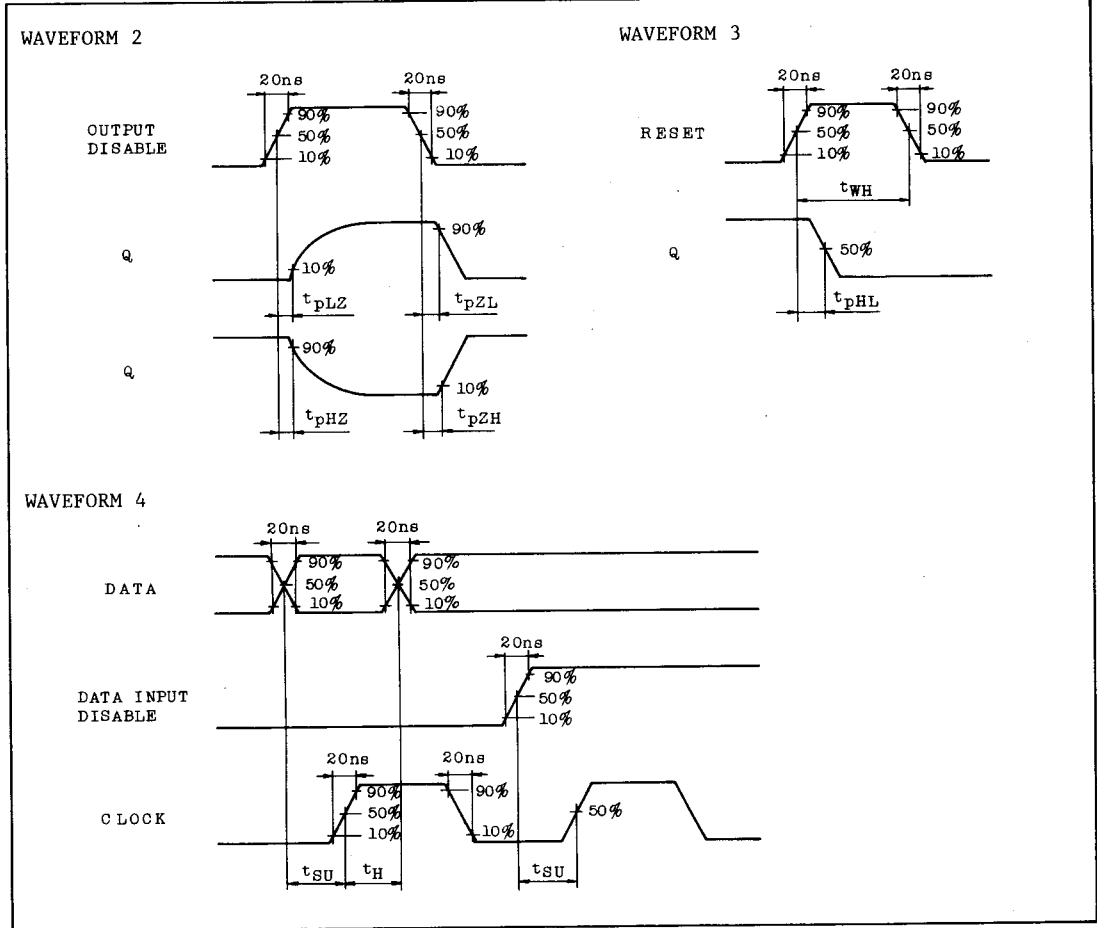 WAVEFORM 2
20ns 20ns
OUTPUT
DISABLE
90%
50%
10%
90%
50%
10%
Q
10%
90%
tpLZ
tpZL
Q
90%
10%
tpHZ
tpZH
WAVEFORM 3
20ns 20ns
RESET
90%
50%
10%
90%
50%
10%
tWH
Q
50%
tpHL
WAVEFORM 4
20ns 20ns
DATA
90%
50%
10%
90%
50%
10%
DATA INPUT
DISABLE
20ns
90%
50%
10%
CLOCK
20ns 20ns
90%
50%
10%
90%
10%
50%
tSU
tH
tSU